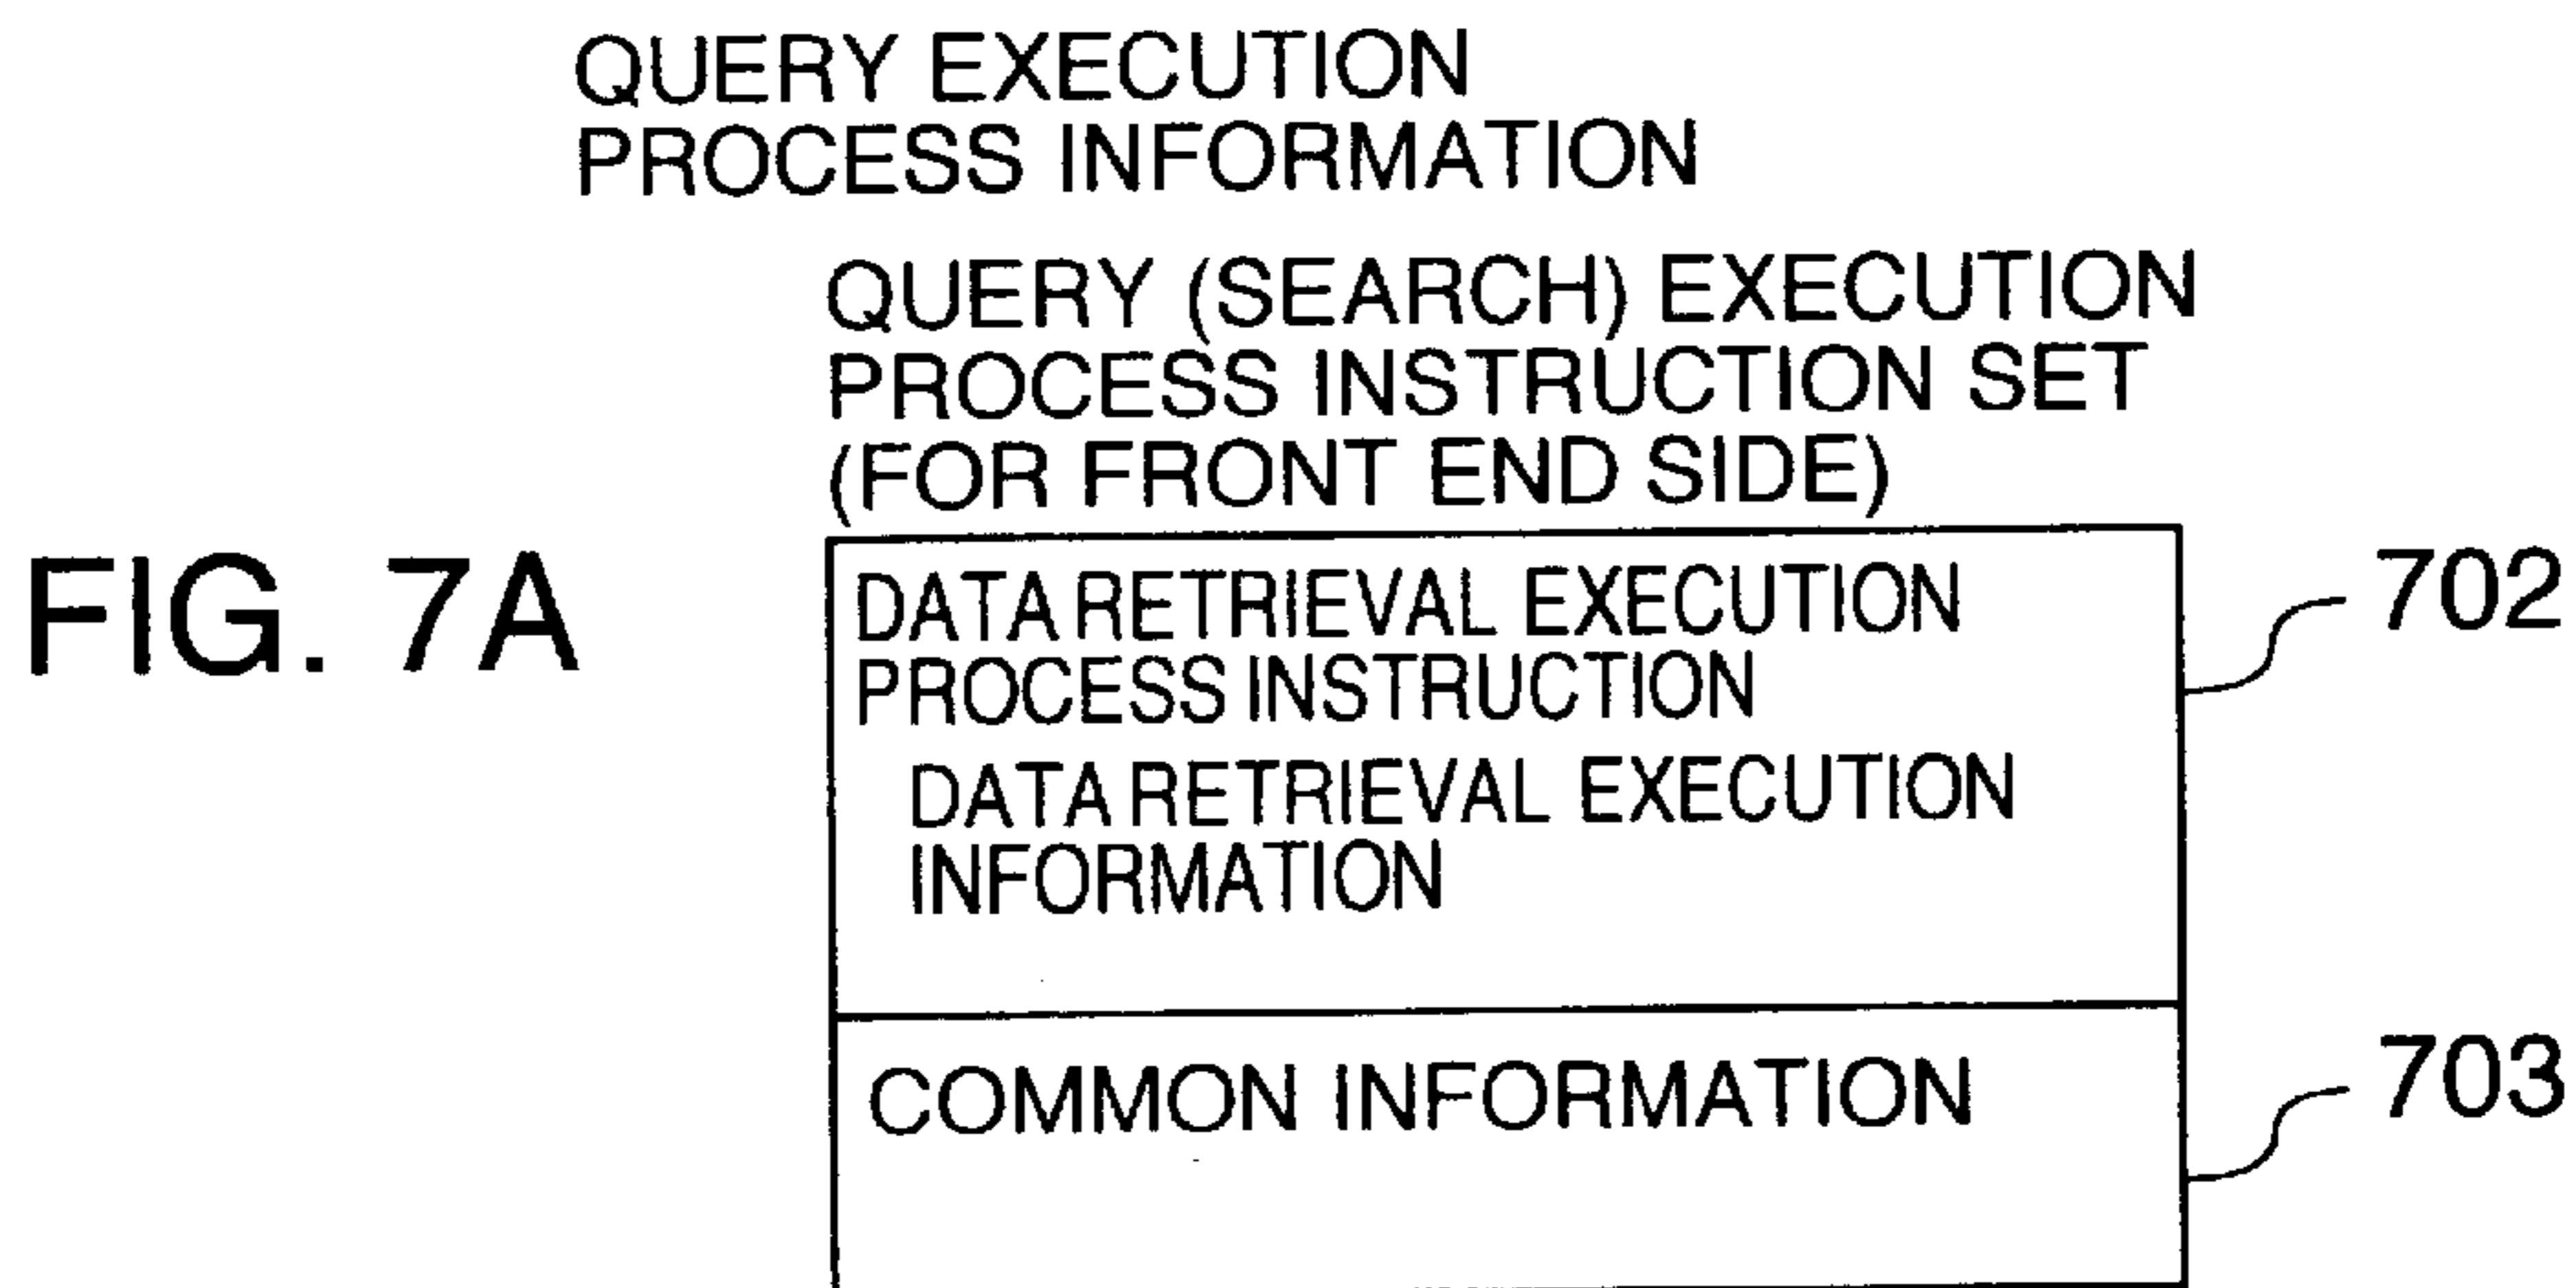 QUERY EXECUTION
PROCESS INFORMATION
QUERY (SEARCH) EXECUTION
PROCESS INSTRUCTION SET
(FOR FRONT END SIDE)
FIG. 7A
DATA RETRIEVAL EXECUTION
PROCESS INSTRUCTION
702
DATA RETRIEVAL EXECUTION
INFORMATION
COMMON INFORMATION
703